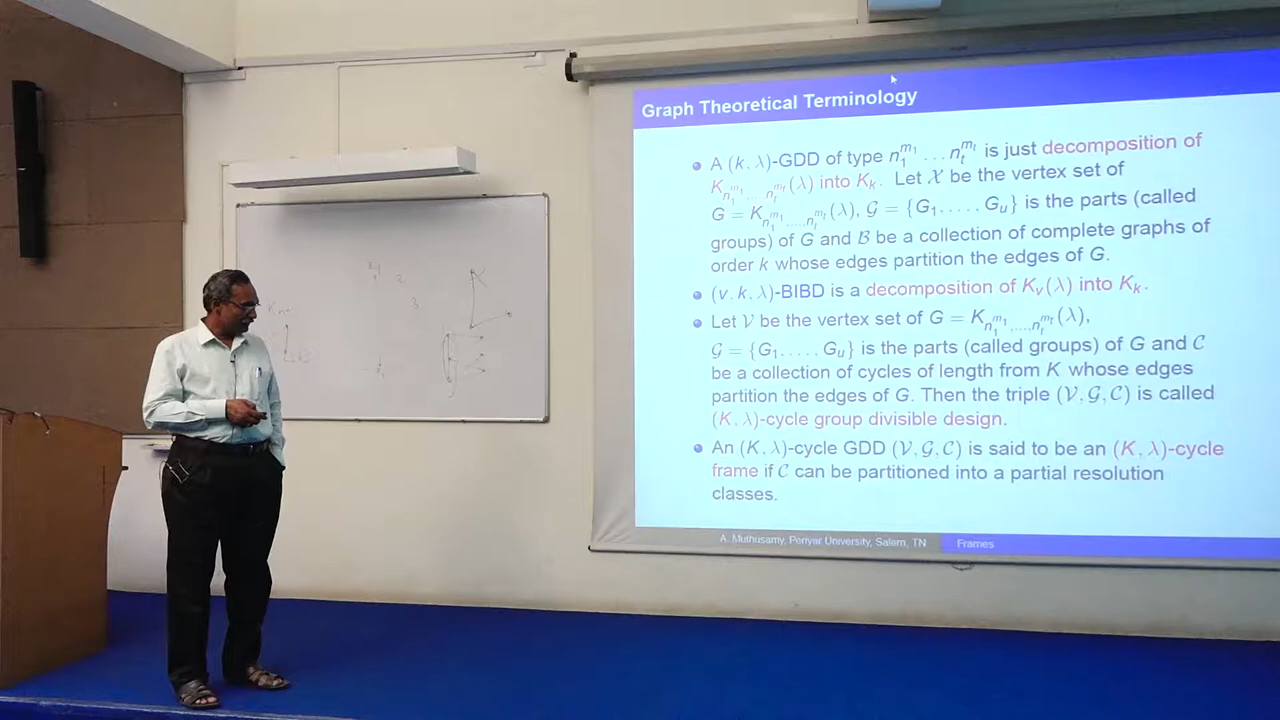 Graph Theoretical Terminology
A (k, λ)-GDD of type n₁^{m₁} … n_t^{m_t} is just decomposition of
K_{n₁^{m₁},…,n_t^{m_t}}(λ) into K_k. Let 𝒳 be the vertex set of
G = K_{n₁^{m₁},…,n_t^{m_t}}(λ), 𝒢 = {G₁, …, G_u} is the parts (called
groups) of G and ℬ be a collection of complete graphs of
order k whose edges partition the edges of G.
(v, k, λ)-BIBD is a decomposition of K_v(λ) into K_k.
Let 𝒱 be the vertex set of G = K_{n₁^{m₁},…,n_t^{m_t}}(λ),
𝒢 = {G₁, …, G_u} is the parts (called groups) of G and 𝒞
be a collection of cycles of length from K whose edges
partition the edges of G. Then the triple (𝒱, 𝒢, 𝒞) is called
(K, λ)-cycle group divisible design.
An (K, λ)-cycle GDD (𝒱, 𝒢, 𝒞) is said to be an (K, λ)-cycle
frame if 𝒞 can be partitioned into a partial resolution
classes.
A. Muthusamy, Periyar University, Salem, TN
Frames
2
3